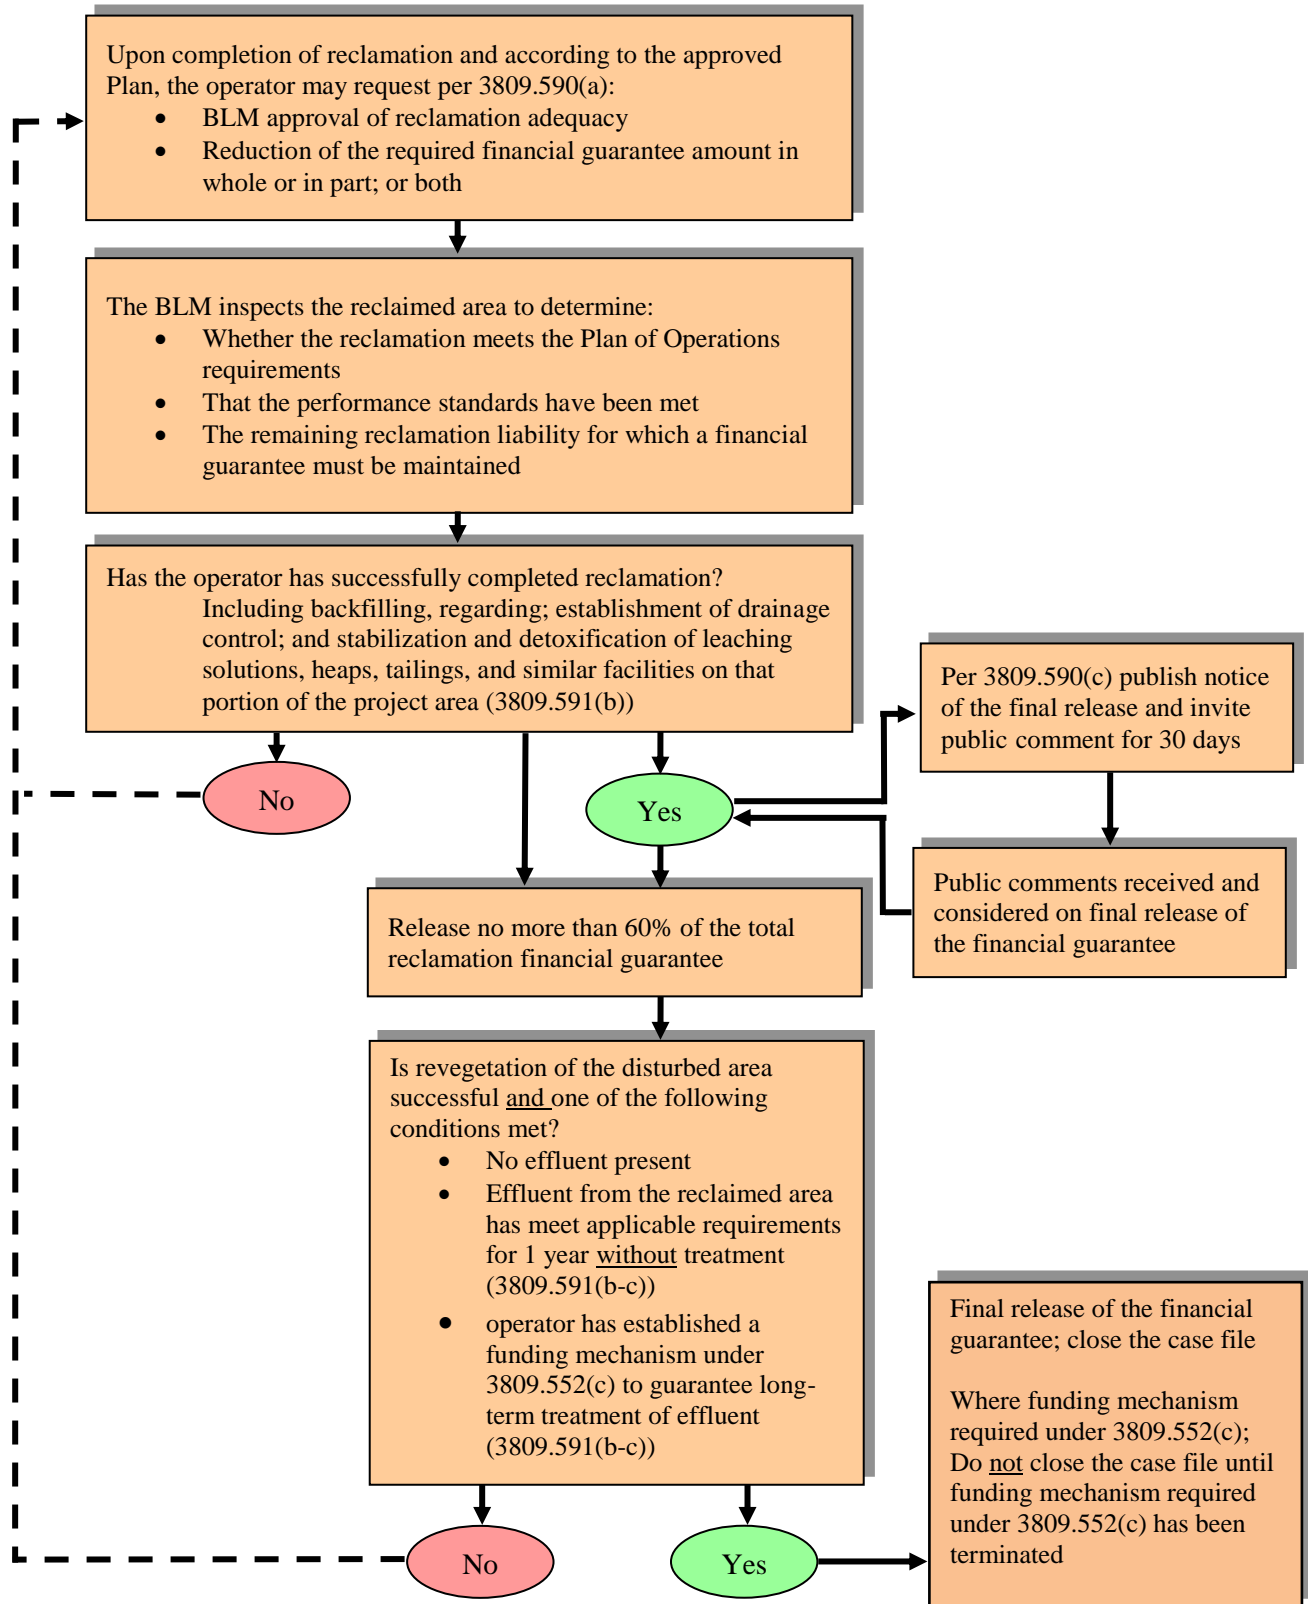 Upon completion of reclamation and according to the approved
Plan, the operator may request per 3809.590(a):
• BLM approval of reclamation adequacy
• Reduction of the required financial guarantee amount in
whole or in part; or both
The BLM inspects the reclaimed area to determine:
• Whether the reclamation meets the Plan of Operations
requirements
• That the performance standards have been met
• The remaining reclamation liability for which a financial
guarantee must be maintained
Has the operator has successfully completed reclamation?
Including backfilling, regarding; establishment of drainage
control; and stabilization and detoxification of leaching
solutions, heaps, tailings, and similar facilities on that
portion of the project area (3809.591(b))
No
Yes
Per 3809.590(c) publish notice
of the final release and invite
public comment for 30 days
Public comments received and
considered on final release of
the financial guarantee
Release no more than 60% of the total
reclamation financial guarantee
Is revegetation of the disturbed area
successful and one of the following
conditions met?
• No effluent present
• Effluent from the reclaimed area
has meet applicable requirements
for 1 year without treatment
(3809.591(b-c))
• operator has established a
funding mechanism under
3809.552(c) to guarantee long-
term treatment of effluent
(3809.591(b-c))
No
Yes
Final release of the financial
guarantee; close the case file
Where funding mechanism
required under 3809.552(c);
Do not close the case file until
funding mechanism required
under 3809.552(c) has been
terminated